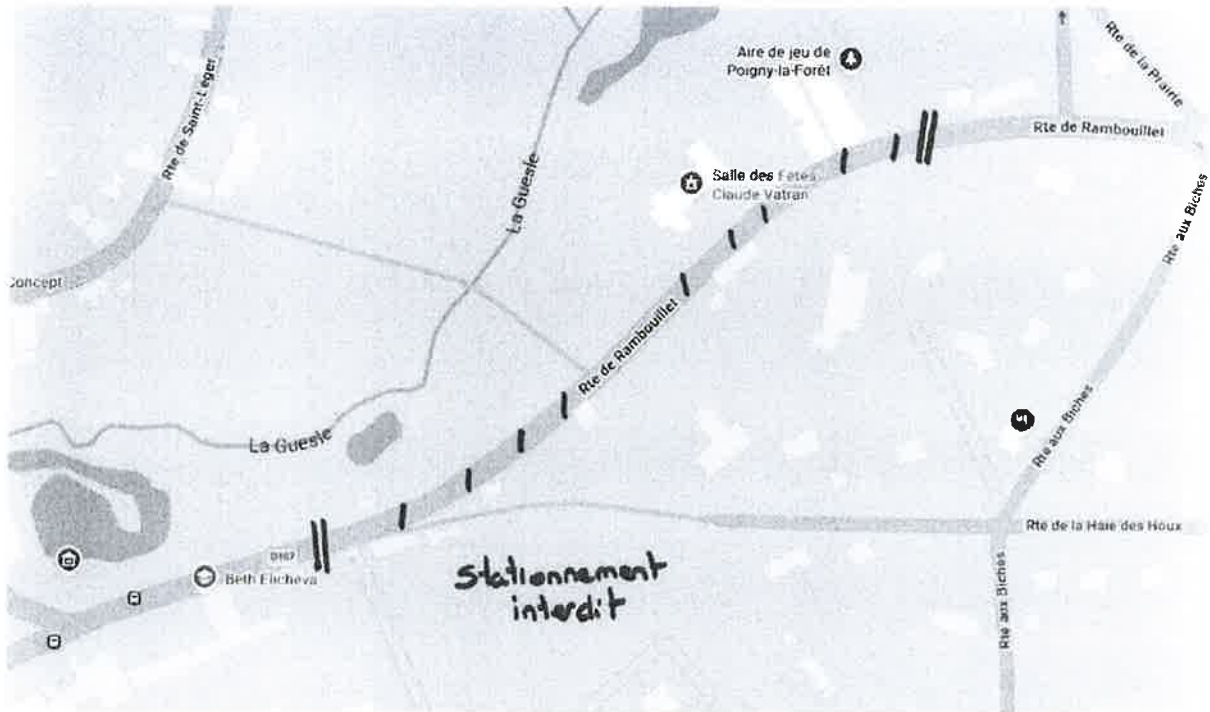 Aire de jeu de
Poigny-la-Forêt
Rte de la Prairie
Rte de Saint-Léger
Rte de Rambouillet
La Guesle
Salle des Fêtes
Claude Vatran
Rte aux Biches
Concept
Rte de Rambouillet
La Guesle
Rte aux Biches
Rte de la Haie des Houx
D107
Beth Elicheva
Stationnement
interdit
Rte aux Biches